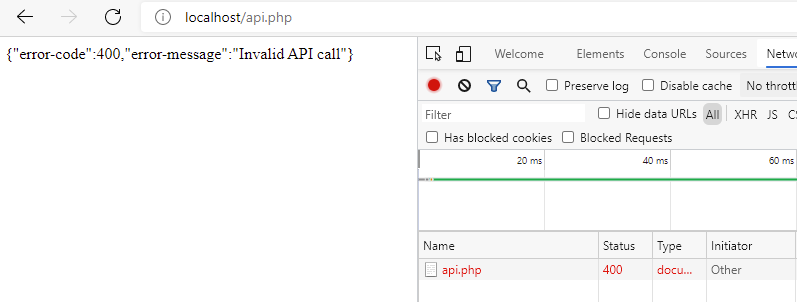 localhost/api.php
{"error-code":400,"error-message":"Invalid API call"}
Welcome Elements Console Sources Netw
Preserve log Disable cache No thrott
Filter Hide data URLs All XHR JS CS
Has blocked cookies Blocked Requests
20 ms 40 ms 60 ms
Name Status Type Initiator
api.php 400 docu... Other